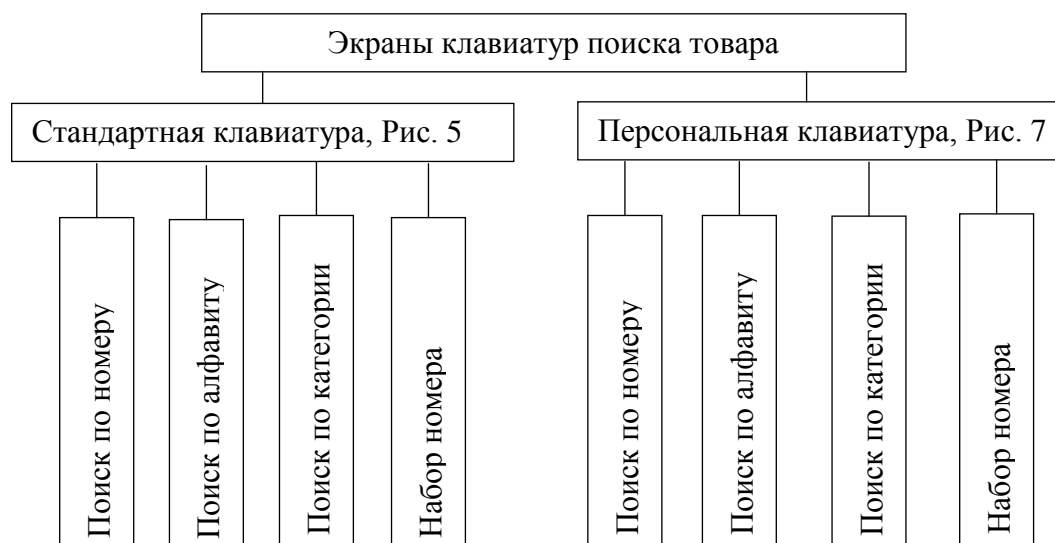 Экраны клавиатур поиска товара
Стандартная клавиатура, Рис. 5
Персональная клавиатура, Рис. 7
Поиск по номеру
Поиск по алфавиту
Поиск по категории
Набор номера
Поиск по номеру
Поиск по алфавиту
Поиск по категории
Набор номера